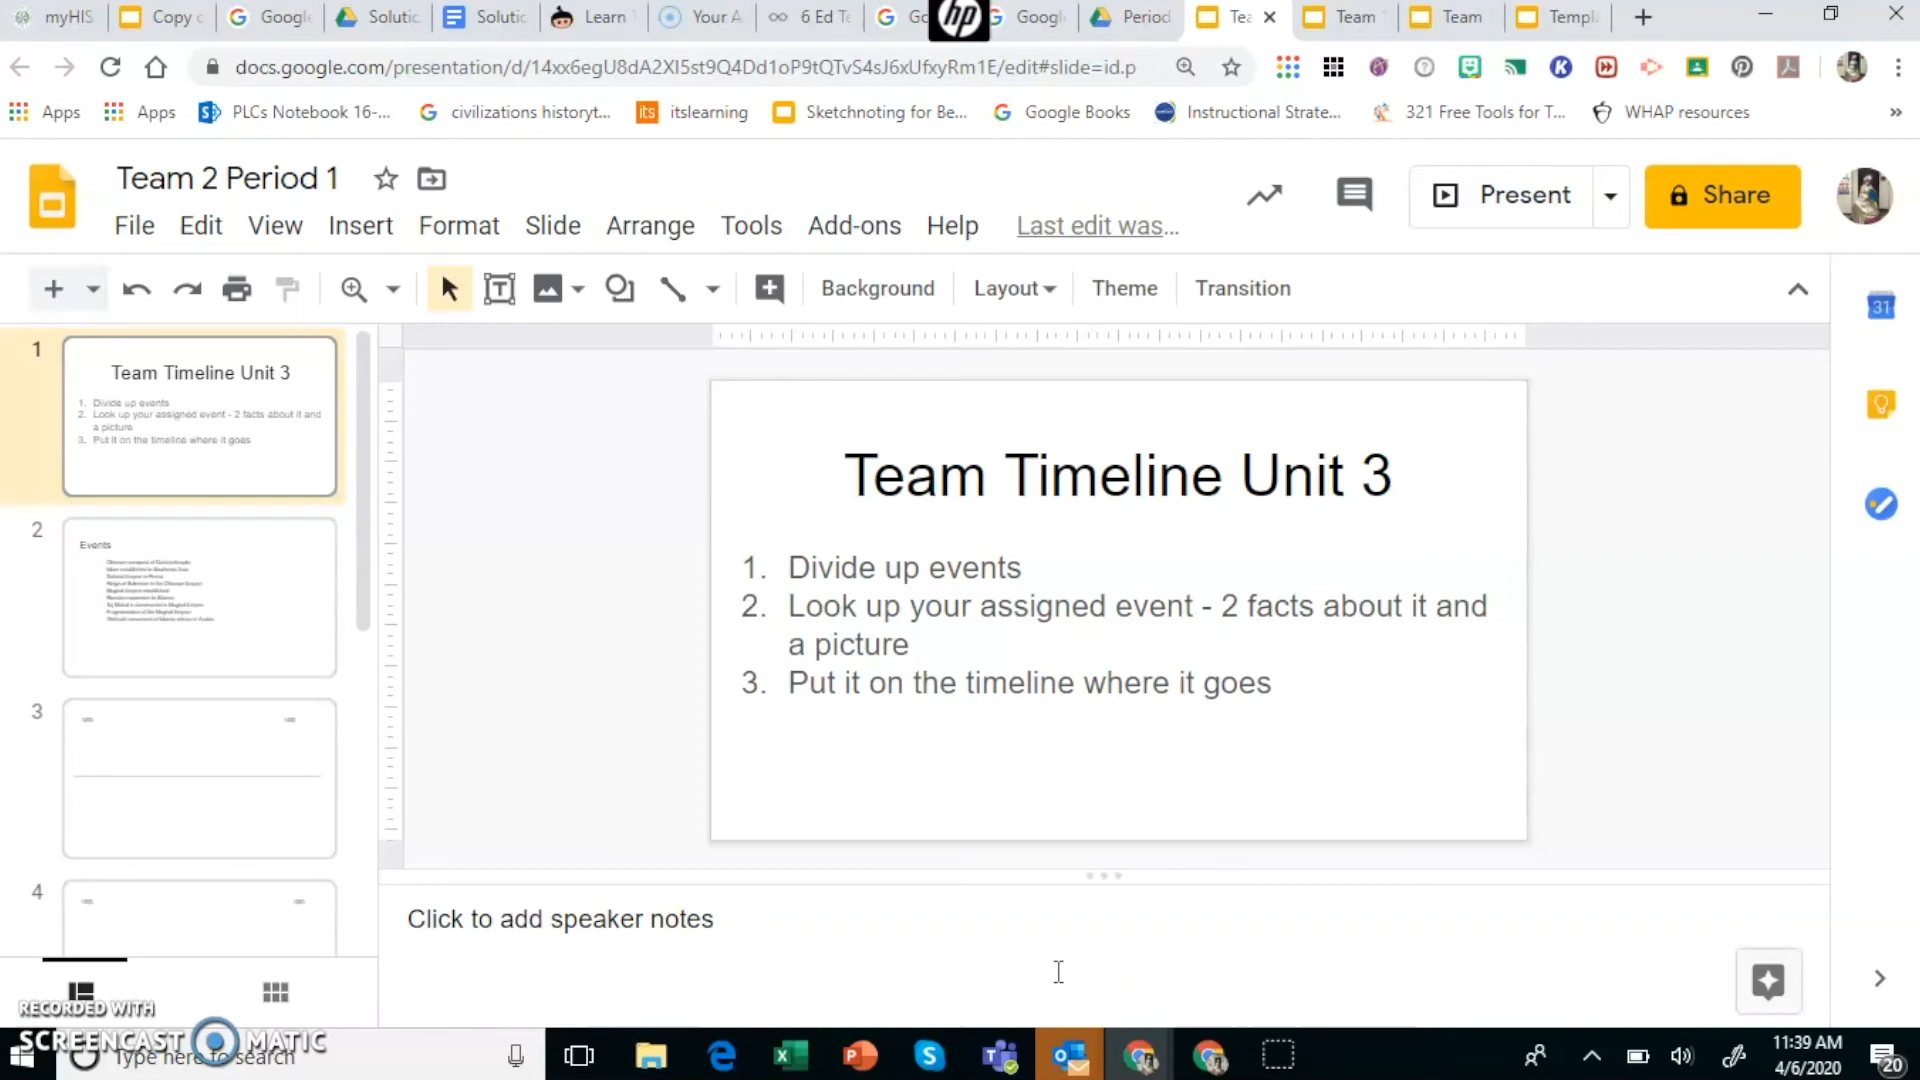 myHIS
Copy
Google
Solutic
Solutic
Learn
Your A
6 Ed Te
Go
hp
Googl
Period
Tea
Team
Team
Templ
docs.google.com/presentation/d/14xx6egU8dA2XI5st9Q4Dd1oP9tQTvS4sJ6xUfxyRm1E/edit#slide=id.p
Apps
Apps
PLCs Notebook 16-...
civilizations historyt...
its
itslearning
Sketchnoting for Be...
Google Books
Instructional Strate...
321 Free Tools for T...
WHAP resources
Team 2 Period 1
Present
Share
File Edit View Insert Format Slide Arrange Tools Add-ons Help Last edit was...
Background
Layout
Theme
Transition
31
1
Team Timeline Unit 3
1. Divide up events
2. Look up your assigned event - 2 facts about it and
a picture
3. Put it on the timeline where it goes
2
Events
3
4
Team Timeline Unit 3
1. Divide up events
2. Look up your assigned event - 2 facts about it and
a picture
3. Put it on the timeline where it goes
Click to add speaker notes
RECORDED WITH
SCREENCAST MATIC
Type here to search
11:39 AM
4/6/2020
20